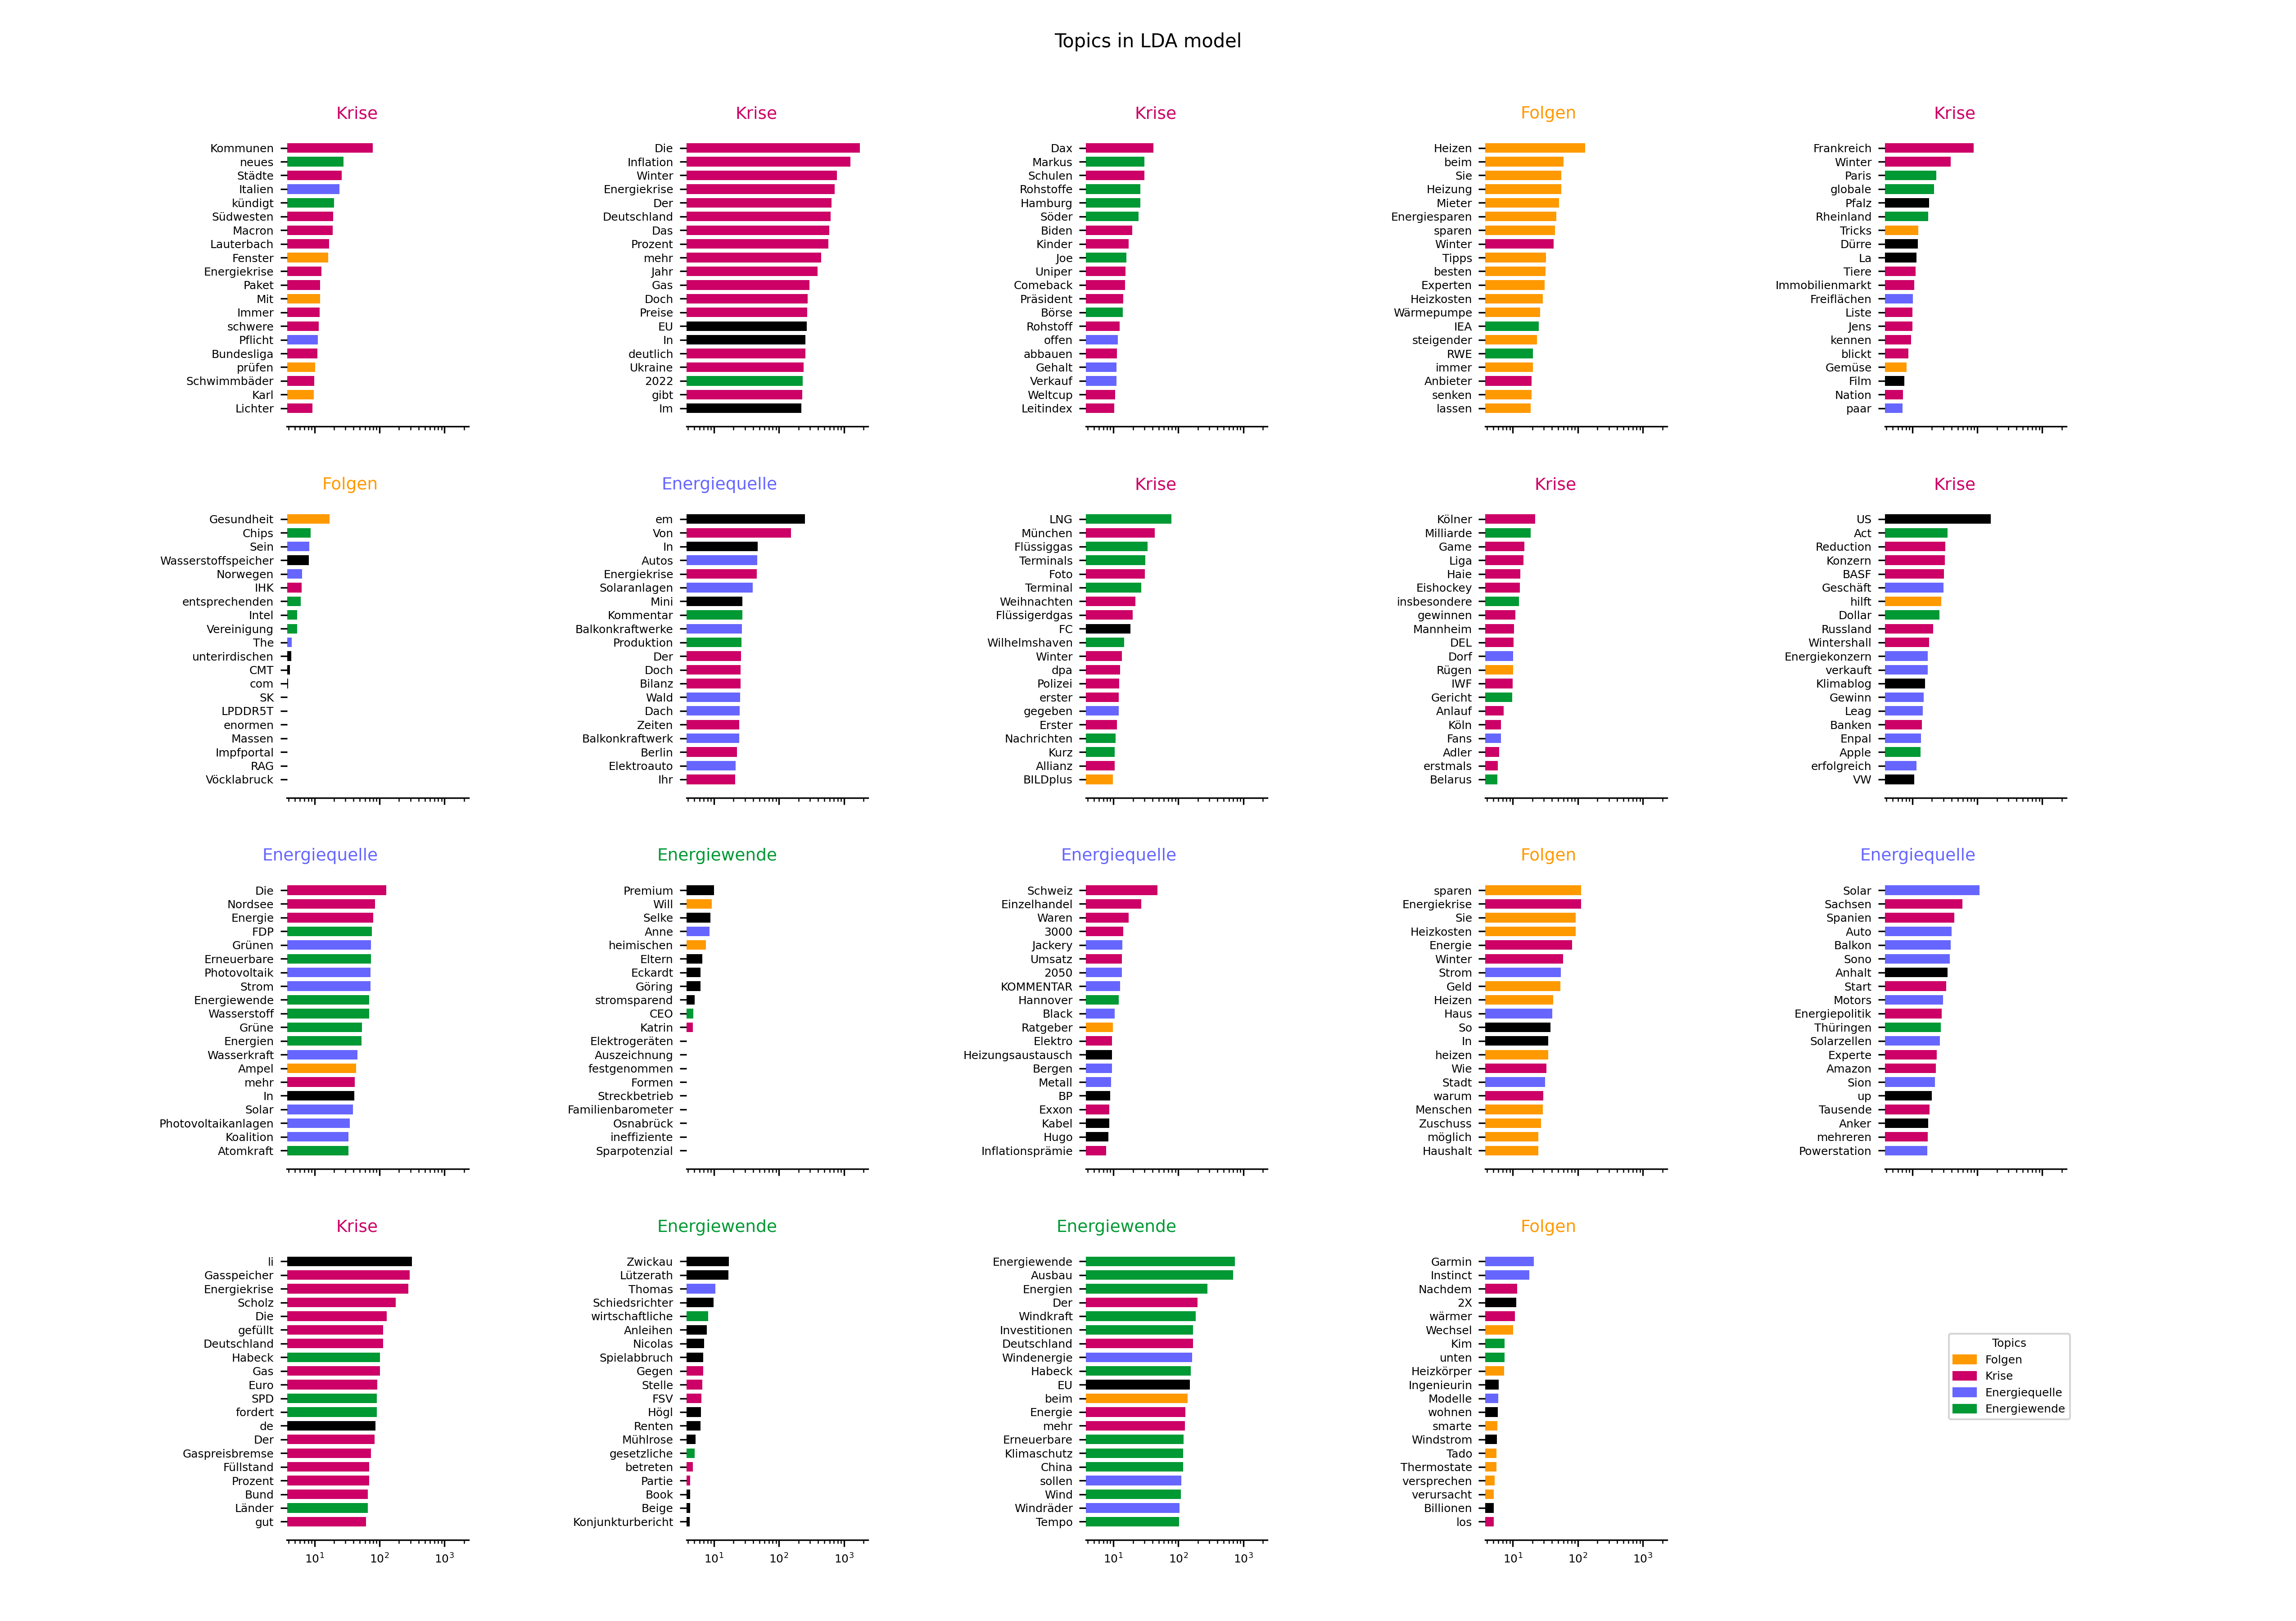 Topics in LDA model
Krise
Kommunen
neues
Städte
Italien
kündigt
Südwesten
Macron
Lauterbach
Fenster
Energiekrise
Paket
Mit
Immer
schwere
Pflicht
Bundesliga
prüfen
Schwimmbäder
Karl
Lichter
Krise
Die
Inflation
Winter
Energiekrise
Der
Deutschland
Das
Prozent
mehr
Jahr
Gas
Doch
Preise
EU
In
deutlich
Ukraine
2022
gibt
Im
Krise
Dax
Markus
Schulen
Rohstoffe
Hamburg
Söder
Biden
Kinder
Joe
Uniper
Comeback
Präsident
Börse
Rohstoff
offen
abbauen
Gehalt
Verkauf
Weltcup
Leitindex
Folgen
Heizen
beim
Sie
Heizung
Mieter
Energiesparen
sparen
Winter
Tipps
besten
Experten
Heizkosten
Wärmepumpe
IEA
steigender
RWE
immer
Anbieter
senken
lassen
Krise
Frankreich
Winter
Paris
globale
Pfalz
Rheinland
Tricks
Dürre
La
Tiere
Immobilienmarkt
Freiflächen
Liste
Jens
kennen
blickt
Gemüse
Film
Nation
paar
Folgen
Gesundheit
Chips
Sein
Wasserstoffspeicher
Norwegen
IHK
entsprechenden
Intel
Vereinigung
The
unterirdischen
CMT
com
SK
LPDDR5T
enormen
Massen
Impfportal
RAG
Vöcklabruck
Energiequelle
em
Von
In
Autos
Energiekrise
Solaranlagen
Mini
Kommentar
Balkonkraftwerke
Produktion
Der
Doch
Bilanz
Wald
Dach
Zeiten
Balkonkraftwerk
Berlin
Elektroauto
Ihr
Krise
LNG
München
Flüssiggas
Terminals
Foto
Terminal
Weihnachten
Flüssigerdgas
FC
Wilhelmshaven
Winter
dpa
Polizei
erster
gegeben
Erster
Nachrichten
Kurz
Allianz
BILDplus
Krise
Kölner
Milliarde
Game
Liga
Haie
Eishockey
insbesondere
gewinnen
Mannheim
DEL
Dorf
Rügen
IWF
Gericht
Anlauf
Köln
Fans
Adler
erstmals
Belarus
Krise
US
Act
Reduction
Konzern
BASF
Geschäft
hilft
Dollar
Russland
Wintershall
Energiekonzern
verkauft
Klimablog
Gewinn
Leag
Banken
Enpal
Apple
erfolgreich
VW
Energiequelle
Die
Nordsee
Energie
FDP
Grünen
Erneuerbare
Photovoltaik
Strom
Energiewende
Wasserstoff
Grüne
Energien
Wasserkraft
Ampel
mehr
In
Solar
Photovoltaikanlagen
Koalition
Atomkraft
Energiewende
Premium
Will
Selke
Anne
heimischen
Eltern
Eckardt
Göring
stromsparend
CEO
Katrin
Elektrogeräten
Auszeichnung
festgenommen
Formen
Streckbetrieb
Familienbarometer
Osnabrück
ineffiziente
Sparpotenzial
Energiequelle
Schweiz
Einzelhandel
Waren
3000
Jackery
Umsatz
2050
KOMMENTAR
Hannover
Black
Ratgeber
Elektro
Heizungsaustausch
Bergen
Metall
BP
Exxon
Kabel
Hugo
Inflationsprämie
Folgen
sparen
Energiekrise
Sie
Heizkosten
Energie
Winter
Strom
Geld
Heizen
Haus
So
In
heizen
Wie
Stadt
warum
Menschen
Zuschuss
möglich
Haushalt
Energiequelle
Solar
Sachsen
Spanien
Auto
Balkon
Sono
Anhalt
Start
Motors
Energiepolitik
Thüringen
Solarzellen
Experte
Amazon
Sion
up
Tausende
Anker
mehreren
Powerstation
Krise
li
Gasspeicher
Energiekrise
Scholz
Die
gefüllt
Deutschland
Habeck
Gas
Euro
SPD
fordert
de
Der
Gaspreisbremse
Füllstand
Prozent
Bund
Länder
gut
10¹ 10² 10³
Energiewende
Zwickau
Lützerath
Thomas
Schiedsrichter
wirtschaftliche
Anleihen
Nicolas
Spielabbruch
Gegen
Stelle
FSV
Högl
Renten
Mühlrose
gesetzliche
betreten
Partie
Book
Beige
Konjunkturbericht
10¹ 10² 10³
Energiewende
Energiewende
Ausbau
Energien
Der
Windkraft
Investitionen
Deutschland
Windenergie
Habeck
EU
beim
Energie
mehr
Erneuerbare
Klimaschutz
China
sollen
Wind
Windräder
Tempo
10¹ 10² 10³
Folgen
Garmin
Instinct
Nachdem
2X
wärmer
Wechsel
Kim
unten
Heizkörper
Ingenieurin
Modelle
wohnen
smarte
Windstrom
Tado
Thermostate
versprechen
verursacht
Billionen
los
10¹ 10² 10³
Topics
Folgen
Krise
Energiequelle
Energiewende